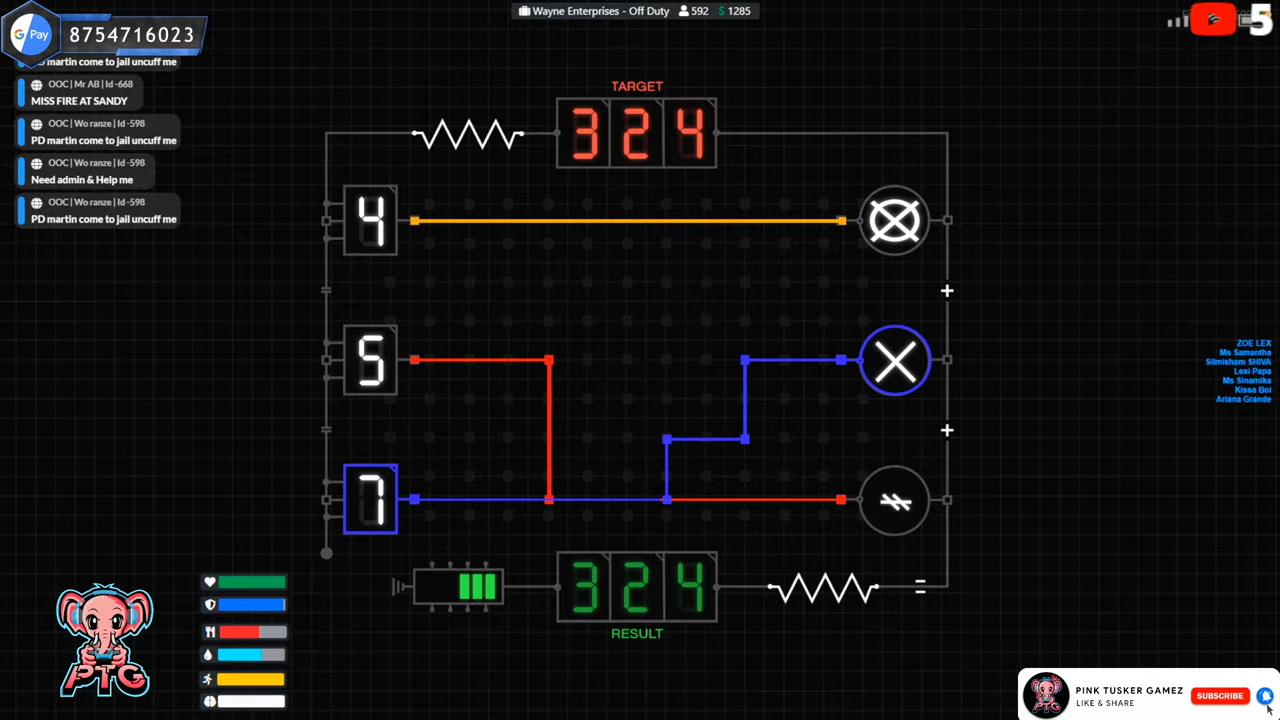 Wayne Enterprises - Off Duty 592 $ 1285
G Pay 8754716023
5
PD martin come to jail uncuff me
OOC | Mr AB | Id -668
MISS FIRE AT SANDY
OOC | Wo ranze | Id -598
PD martin come to jail uncuff me
OOC | Wo ranze | Id -598
Need admin & Help me
OOC | Wo ranze | Id -598
PD martin come to jail uncuff me
TARGET
324
4
5
7
+
+
=
324
RESULT
ZOE LEX
Ms Samantha
Silmisham SHIVA
Lexi Papa
Ms Sinamika
Kissa Boi
Ariana Grande
PTG
PINK TUSKER GAMEZ
LIKE & SHARE
SUBSCRIBE